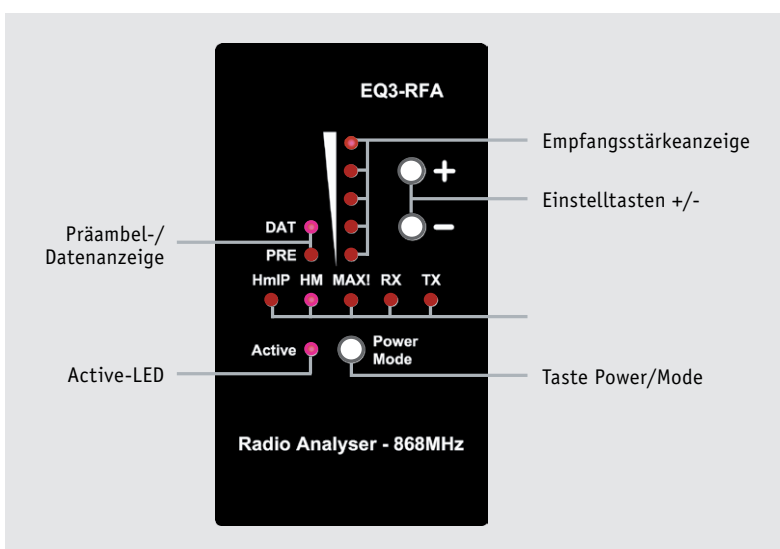 EQ3-RFA
Empfangsstärkeanzeige
Einstelltasten +/-
+
-
DAT
PRE
Präambel-/
Datenanzeige
HmIP HM MAX! RX TX
Active
Power
Mode
Active-LED
Taste Power/Mode
Radio Analyser - 868MHz